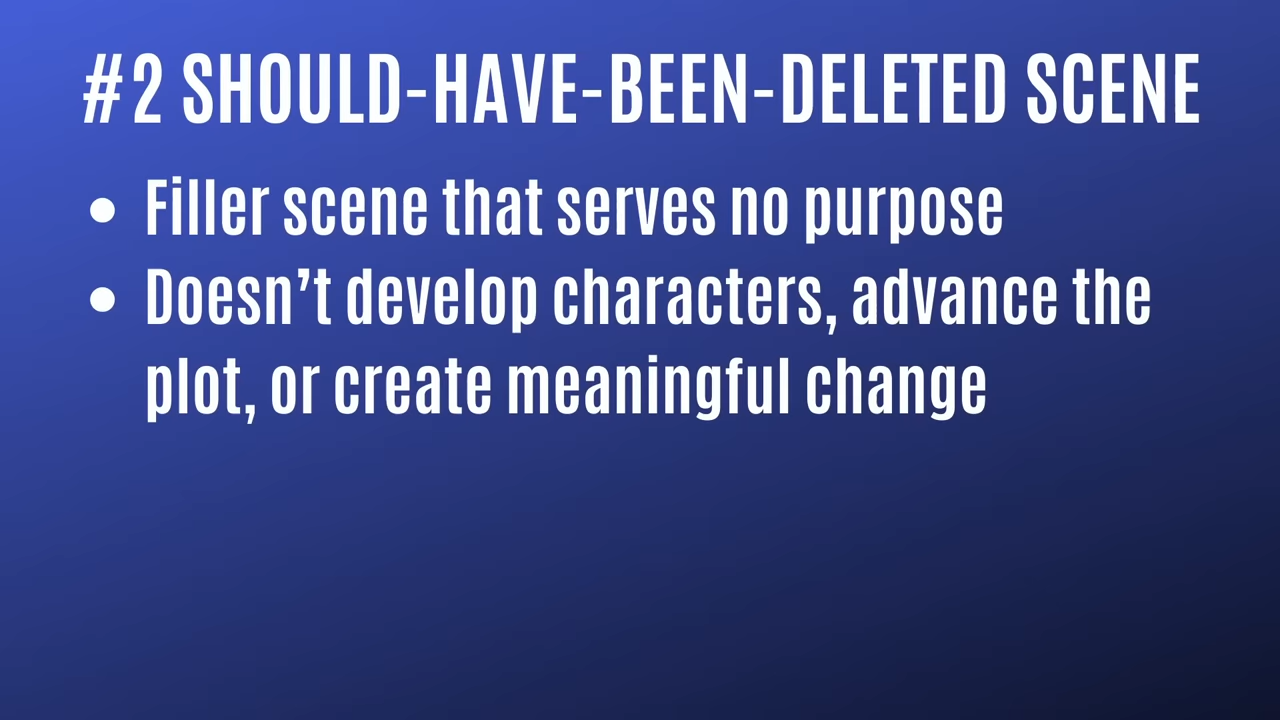 #2 SHOULD-HAVE-BEEN-DELETED SCENE
• Filler scene that serves no purpose
• Doesn’t develop characters, advance the
plot, or create meaningful change